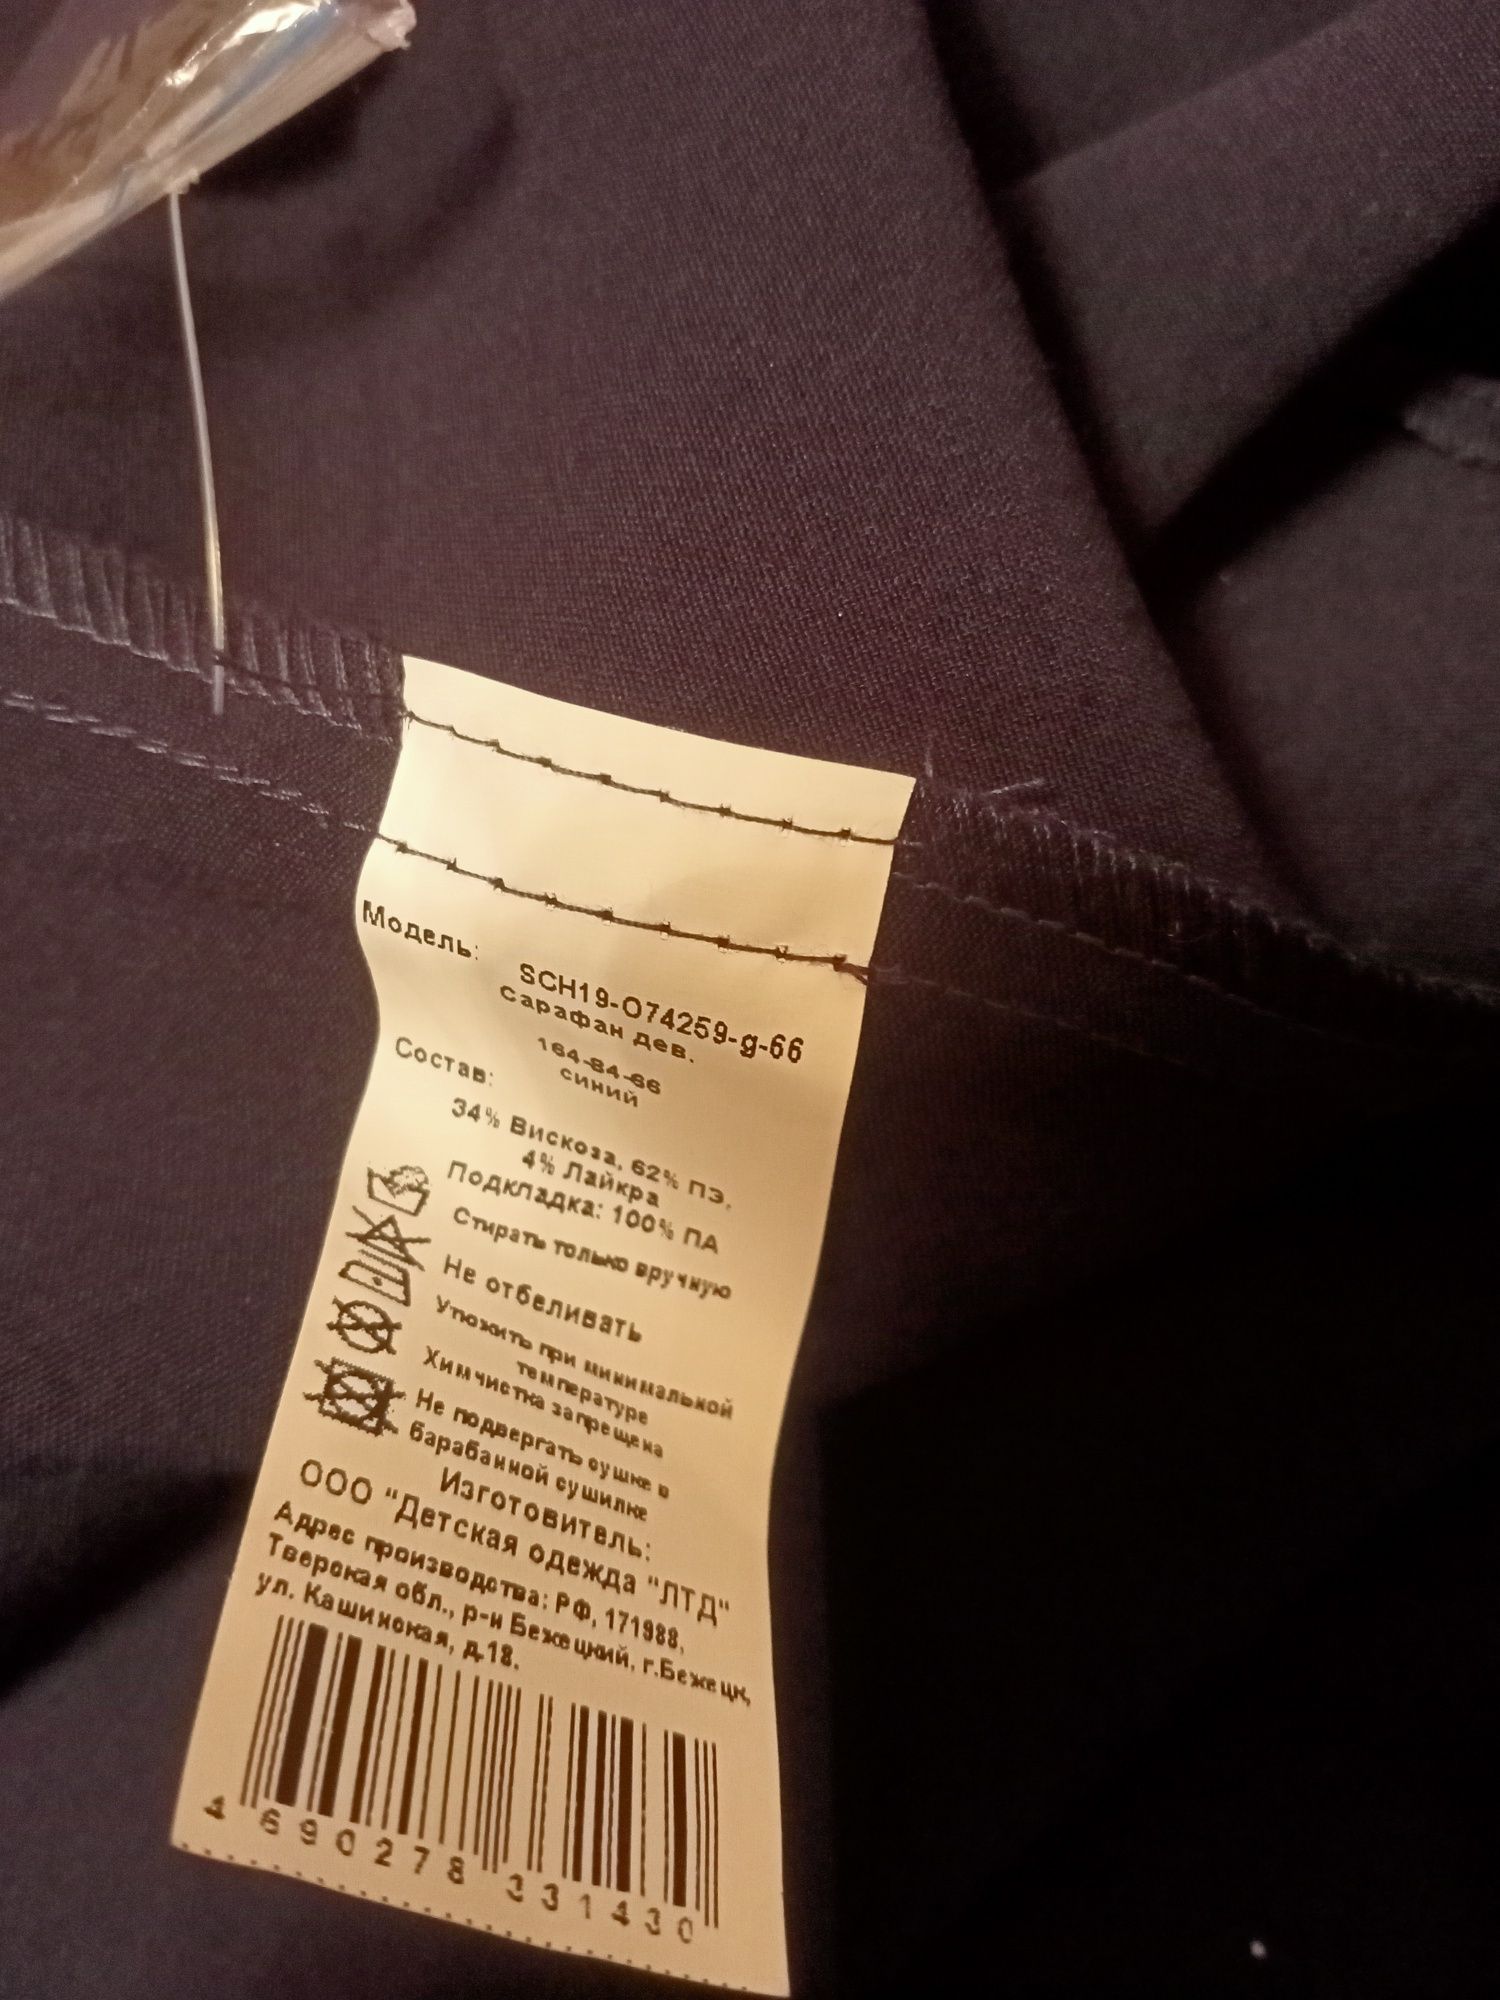 Модель:
SCH19-O74259-g-66
Сарафан дев.
164-84-66
синий
Состав:
34% Вискоза, 62% ПЭ,
4% Лайкра
Подкладка: 100% ПА
Стирать только вручную
Не отбеливать
Утюжить при минимальной
температуре
Химчистка запрещена
Не подвергать сушке в
барабанной сушилке
Изготовитель:
ООО "Детская одежда "ЛТД"
Адрес производства: РФ, 171988,
Тверская обл., р-н Бежецкий, г.Бежецк,
ул. Кашинская, д.18.
4 690278 331430